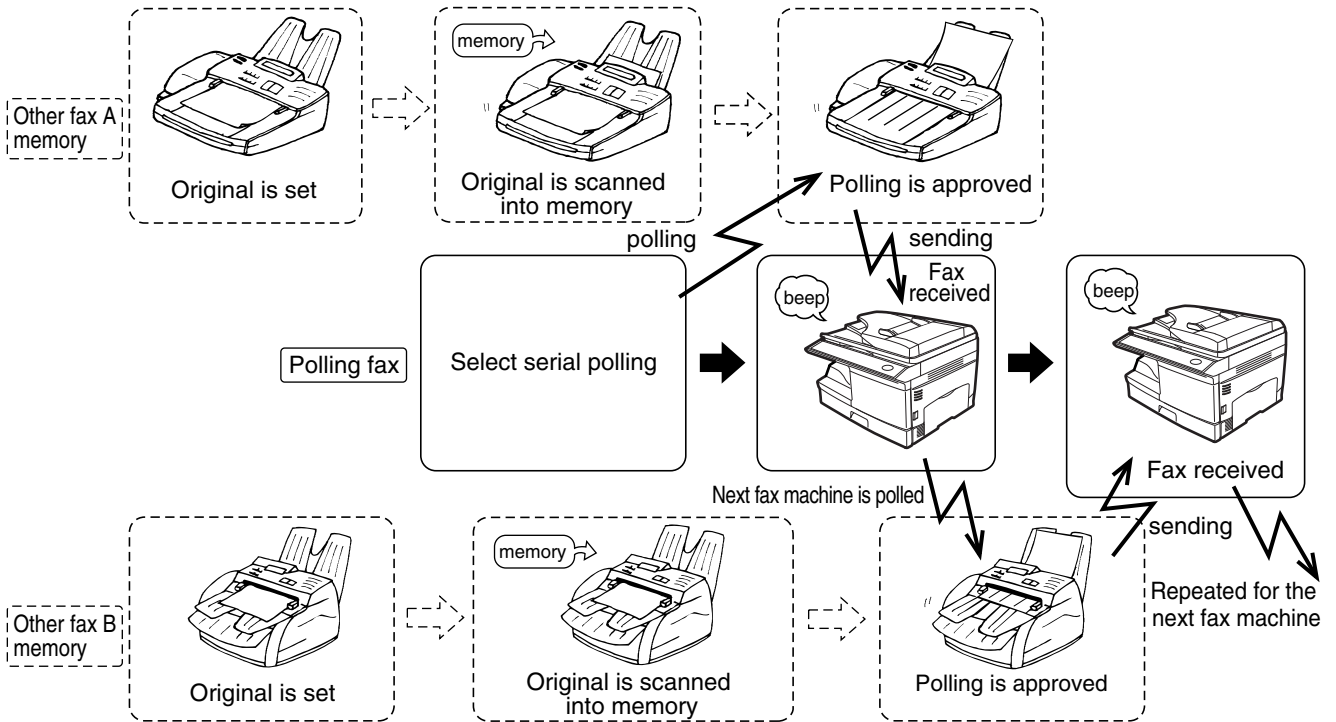 Other fax A
memory
Original is set
memory
Original is scanned
into memory
Polling is approved
polling
sending
Polling fax
Select serial polling
beep
Fax
received
beep
Fax received
Next fax machine is polled
sending
Repeated for the
next fax machine
Other fax B
memory
Original is set
memory
Original is scanned
into memory
Polling is approved